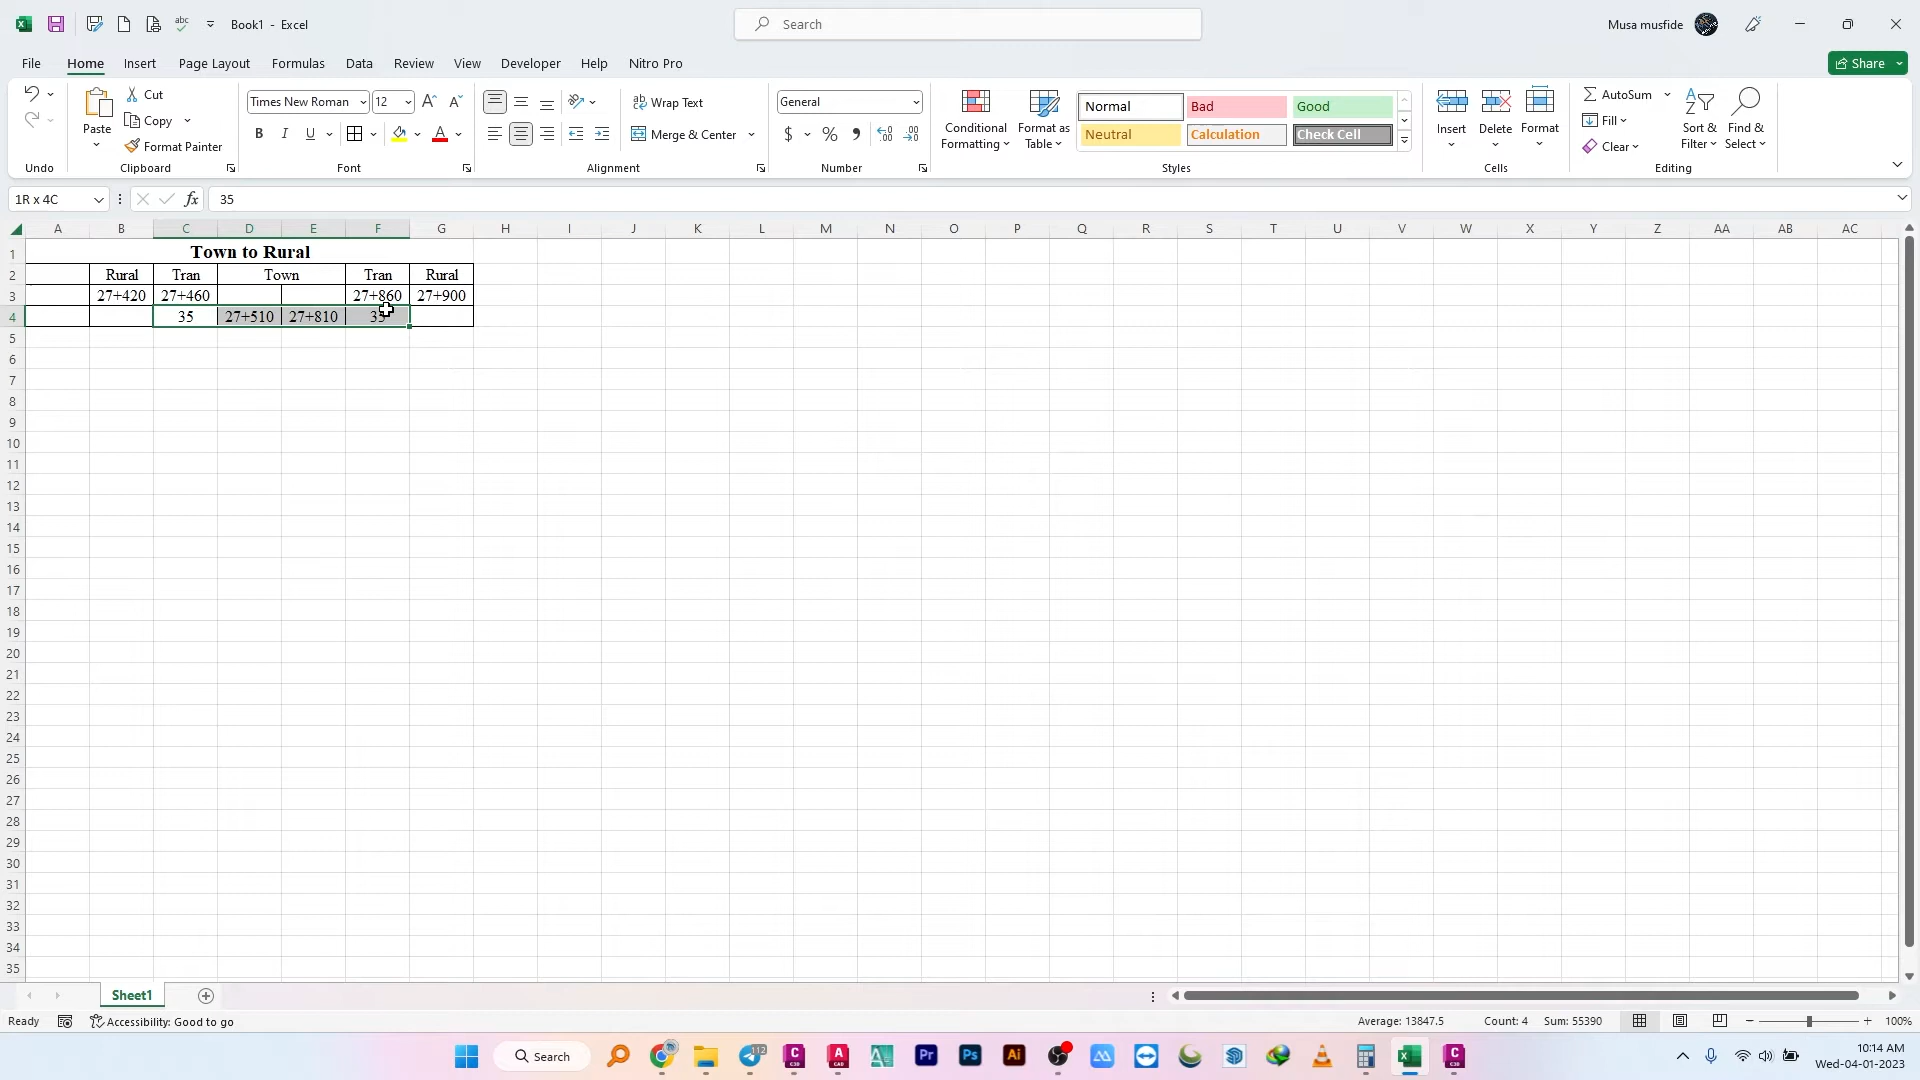 Book1 - Excel
Search
Musa musfide
File Home Insert Page Layout Formulas Data Review View Developer Help Nitro Pro
Share
Undo
Paste
Cut
Copy
Format Painter
Clipboard
Times New Roman 12
B I U
Font
Wrap Text
Merge & Center
Alignment
General
$ % 9
Number
Conditional Formatting
Format as Table
Normal Bad Good
Neutral Calculation Check Cell
Styles
Insert Delete Format
Cells
AutoSum
Fill
Clear
Sort & Filter
Find & Select
Editing
1R x 4C
fx 35
A B C D E F G H I J K L M N O P Q R S T U V W X Y Z AA AB AC
1 Town to Rural
2 Rural Tran Town Tran Rural
3 27+420 27+460 27+860 27+900
4 35 27+510 27+810 35
5
6
7
8
9
10
11
12
13
14
15
16
17
18
19
20
21
22
23
24
25
26
27
28
29
30
31
32
33
34
35
Sheet1
Ready Accessibility: Good to go Average: 13847.5 Count: 4 Sum: 55390 100%
Search
112
10:14 AM
Wed-04-01-2023